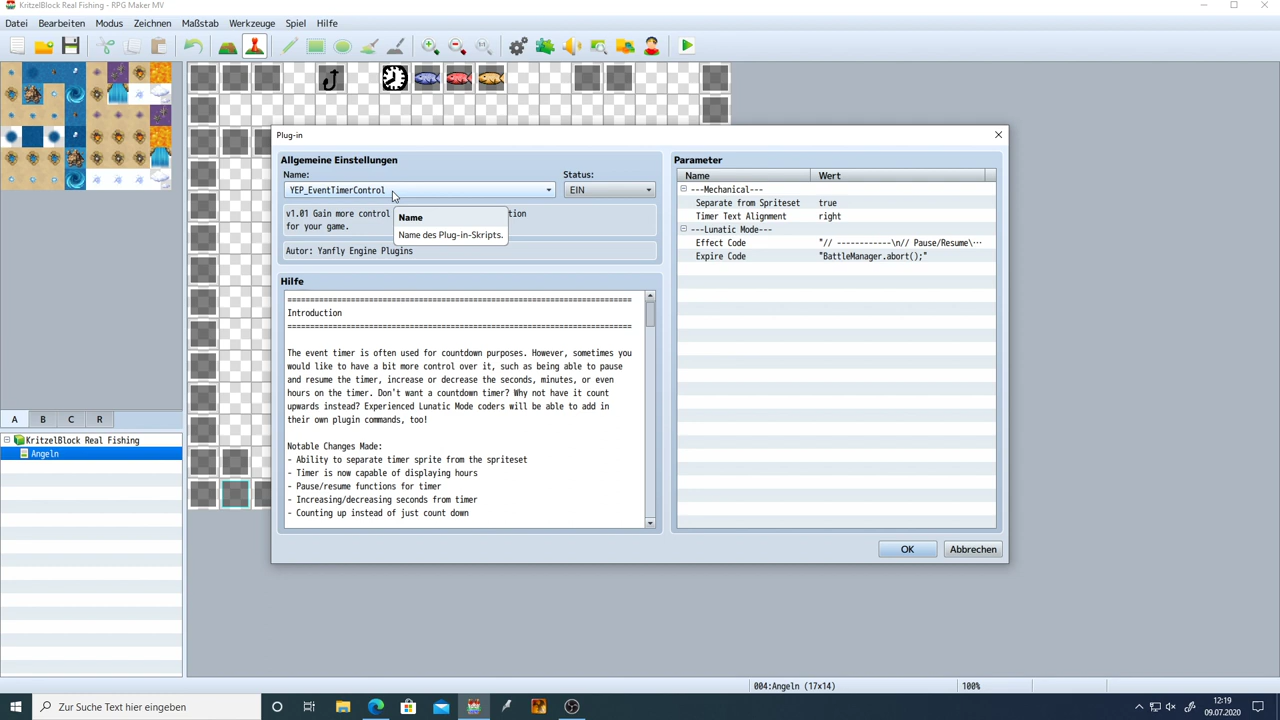 KritzelBlock Real Fishing - RPG Maker MV
Datei Bearbeiten Modus Zeichnen Maßstab Werkzeuge Spiel Hilfe
Plug-in
Allgemeine Einstellungen
Name:
Status:
YEP_EventTimerControl
EIN
v1.01 Gain more control
tion
for your game.
Name
Name des Plug-in-Skripts.
Autor: Yanfly Engine Plugins
Hilfe
================================================================================
Introduction
================================================================================
The event timer is often used for countdown purposes. However, sometimes you
would like to have a bit more control over it, such as being able to pause
and resume the timer, increase or decrease the seconds, minutes, or even
hours on the timer. Don't want a countdown timer? Why not have it count
upwards instead? Experienced Lunatic Mode coders will be able to add in
their own plugin commands, too!
Notable Changes Made:
- Ability to separate timer sprite from the spriteset
- Timer is now capable of displaying hours
- Pause/resume functions for timer
- Increasing/decreasing seconds from timer
- Counting up instead of just count down
Parameter
Name Wert
---Mechanical---
Separate from Spriteset true
Timer Text Alignment right
---Lunatic Mode---
Effect Code "// ------------\n// Pause/Resume\⋯
Expire Code "BattleManager.abort();"
OK Abbrechen
A B C R
KritzelBlock Real Fishing
Angeln
004:Angeln (17x14) 100%
Zur Suche Text hier eingeben
12:19
09.07.2020